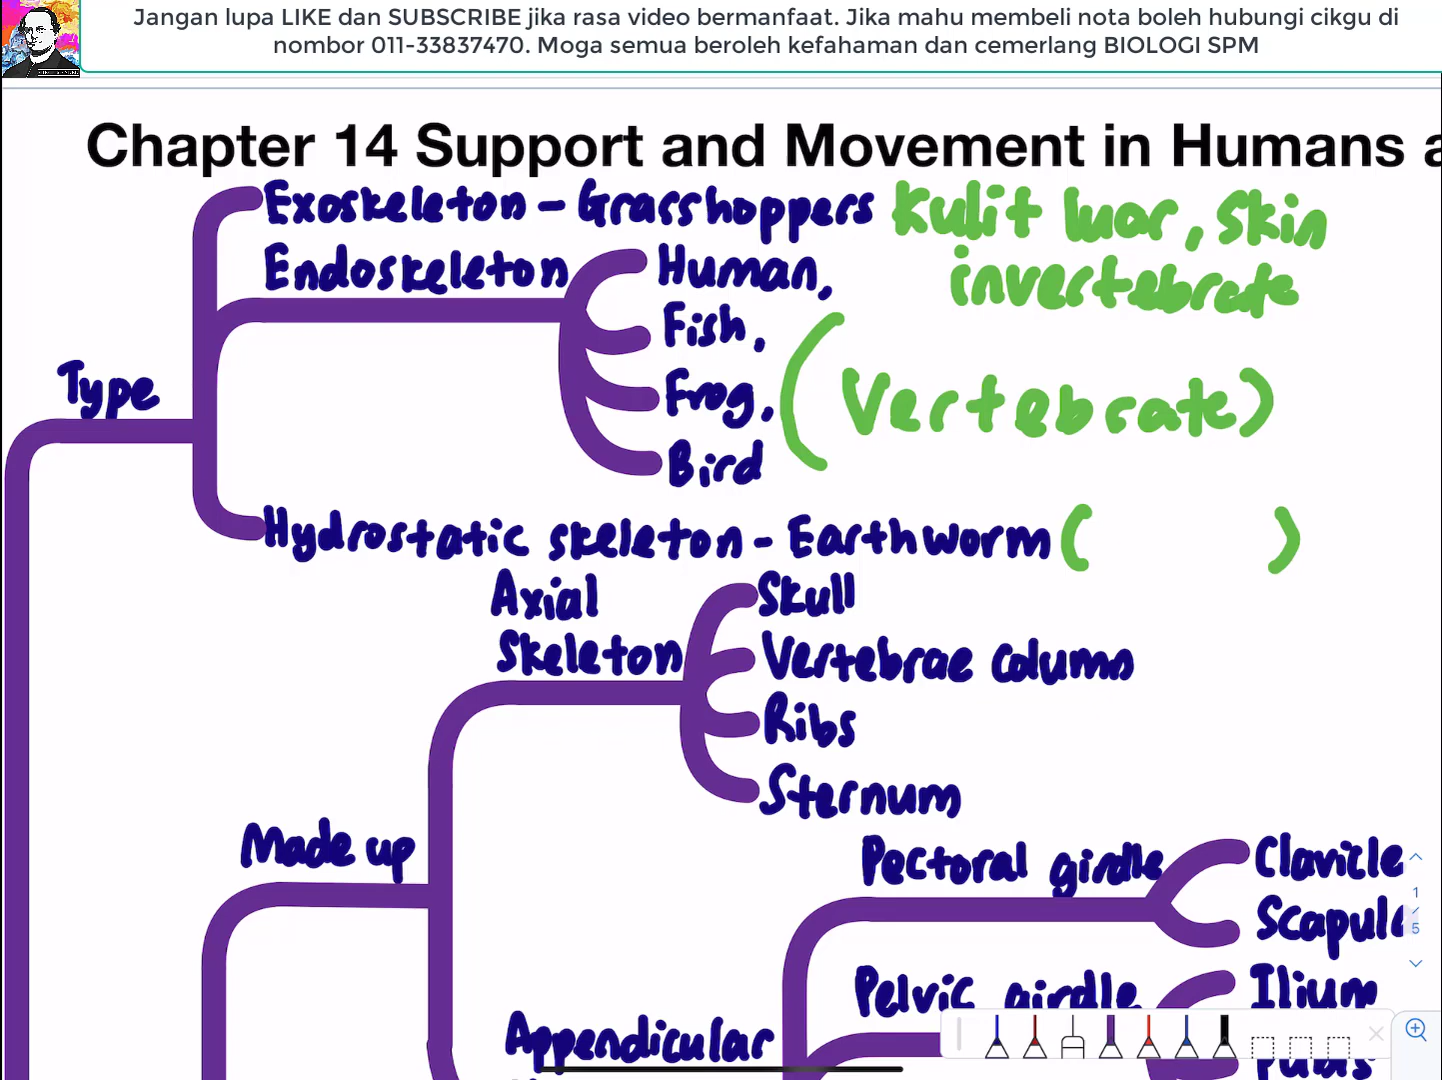 Jangan lupa LIKE dan SUBSCRIBE jika rasa video bermanfaat. Jika mahu membeli nota boleh hubungi cikgu di
nombor 011-33837470. Moga semua beroleh kefahaman dan cemerlang BIOLOGI SPM
Chapter 14 Support and Movement in Humans a
Exoskeleton - Grasshoppers Kulit luar, Skin
invertebrate
Endoskeleton
Human,
Fish,
Frog,
Bird
(Vertebrate)
Type
Hydrostatic skeleton - Earthworm ( )
Axial
Skeleton
Skull
Vertebrae column
Ribs
Sternum
Made up
Pectoral girdle
Clavicle
Scapula
Pelvic girdle
Ilium
Pubis
Appendicular
1
5